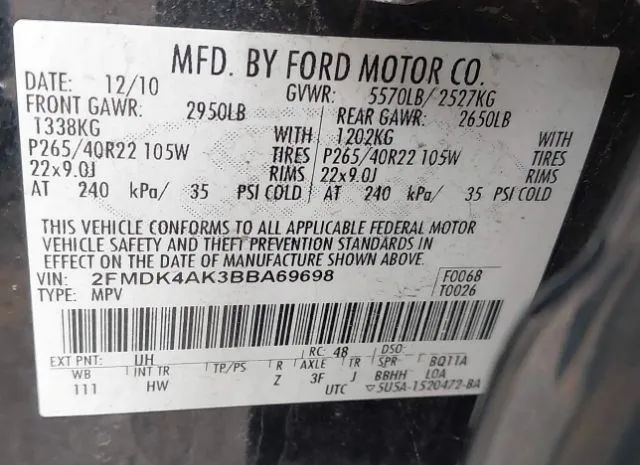 MFD. BY FORD MOTOR CO.
DATE: 12/10 GVWR: 5570LB/ 2527KG
FRONT GAWR: 2950LB REAR GAWR: 2650LB
1338KG WITH 1202KG WITH
P265/40R22 105W TIRES P265/40R22 105W TIRES
22x9.0J RIMS 22x9.0J RIMS
AT 240 kPa/ 35 PSI COLD AT 240 kPa/ 35 PSI COLD
THIS VEHICLE CONFORMS TO ALL APPLICABLE FEDERAL MOTOR
VEHICLE SAFETY AND THEFT PREVENTION STANDARDS IN
EFFECT ON THE DATE OF MANUFACTURE SHOWN ABOVE.
VIN: 2FMDK4AK3BBA69698 F0068
TYPE: MPV T0026
EXT PNT: UH RC: 48 DSO:
WB INT TR TP/PS R AXLE TR SPR BQ11A
111 HW Z 3F J BBHH LOA
UTC 5U5A-1520472-BA